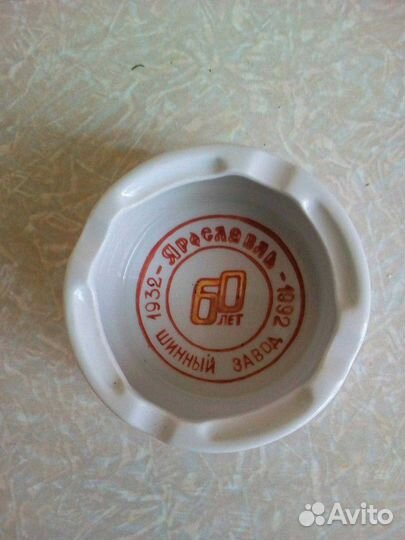 1932 - Ярославль - 1992
60
ЛЕТ
ШИННЫЙ ЗАВОД
Avito